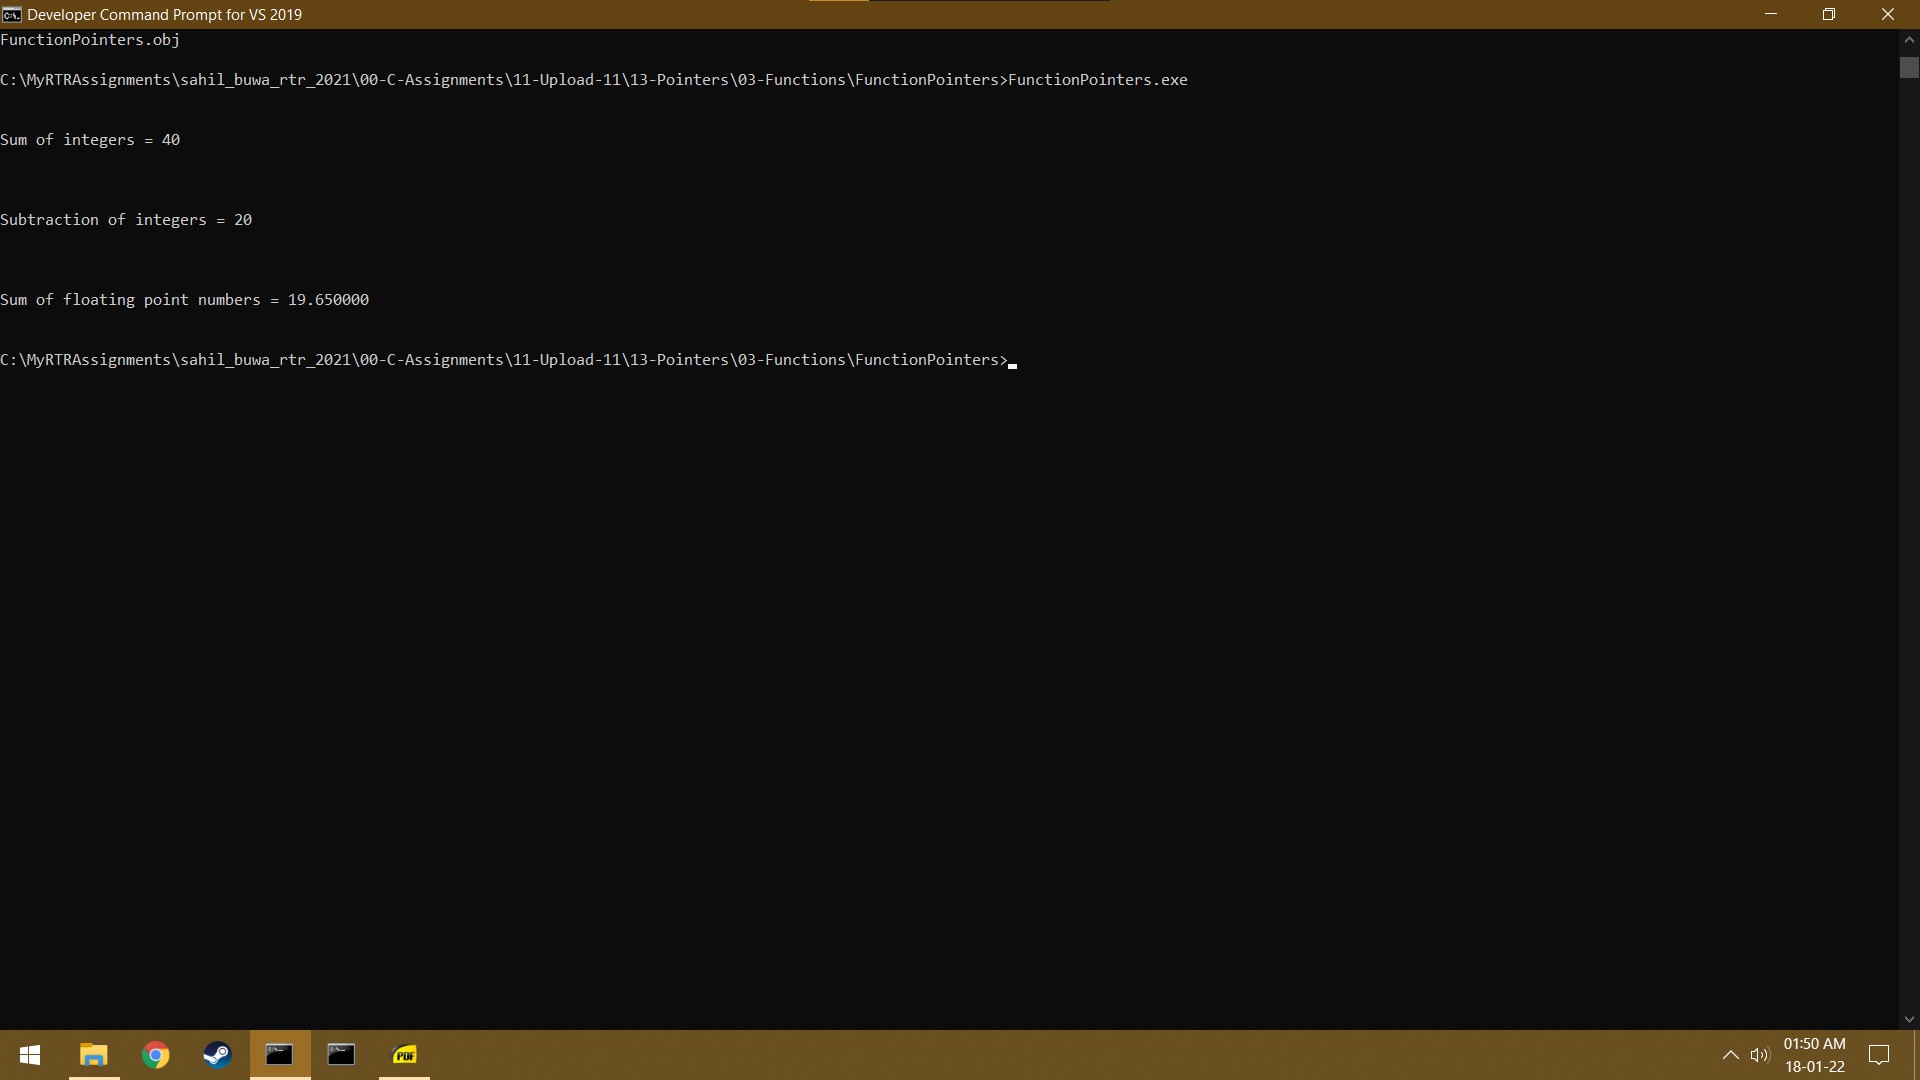 Developer Command Prompt for VS 2019
FunctionPointers.obj
C:\MyRTRAssignments\sahil_buwa_rtr_2021\00-C-Assignments\11-Upload-11\13-Pointers\03-Functions\FunctionPointers>FunctionPointers.exe
Sum of integers = 40
Subtraction of integers = 20
Sum of floating point numbers = 19.650000
C:\MyRTRAssignments\sahil_buwa_rtr_2021\00-C-Assignments\11-Upload-11\13-Pointers\03-Functions\FunctionPointers>
PDF
01:50 AM
18-01-22